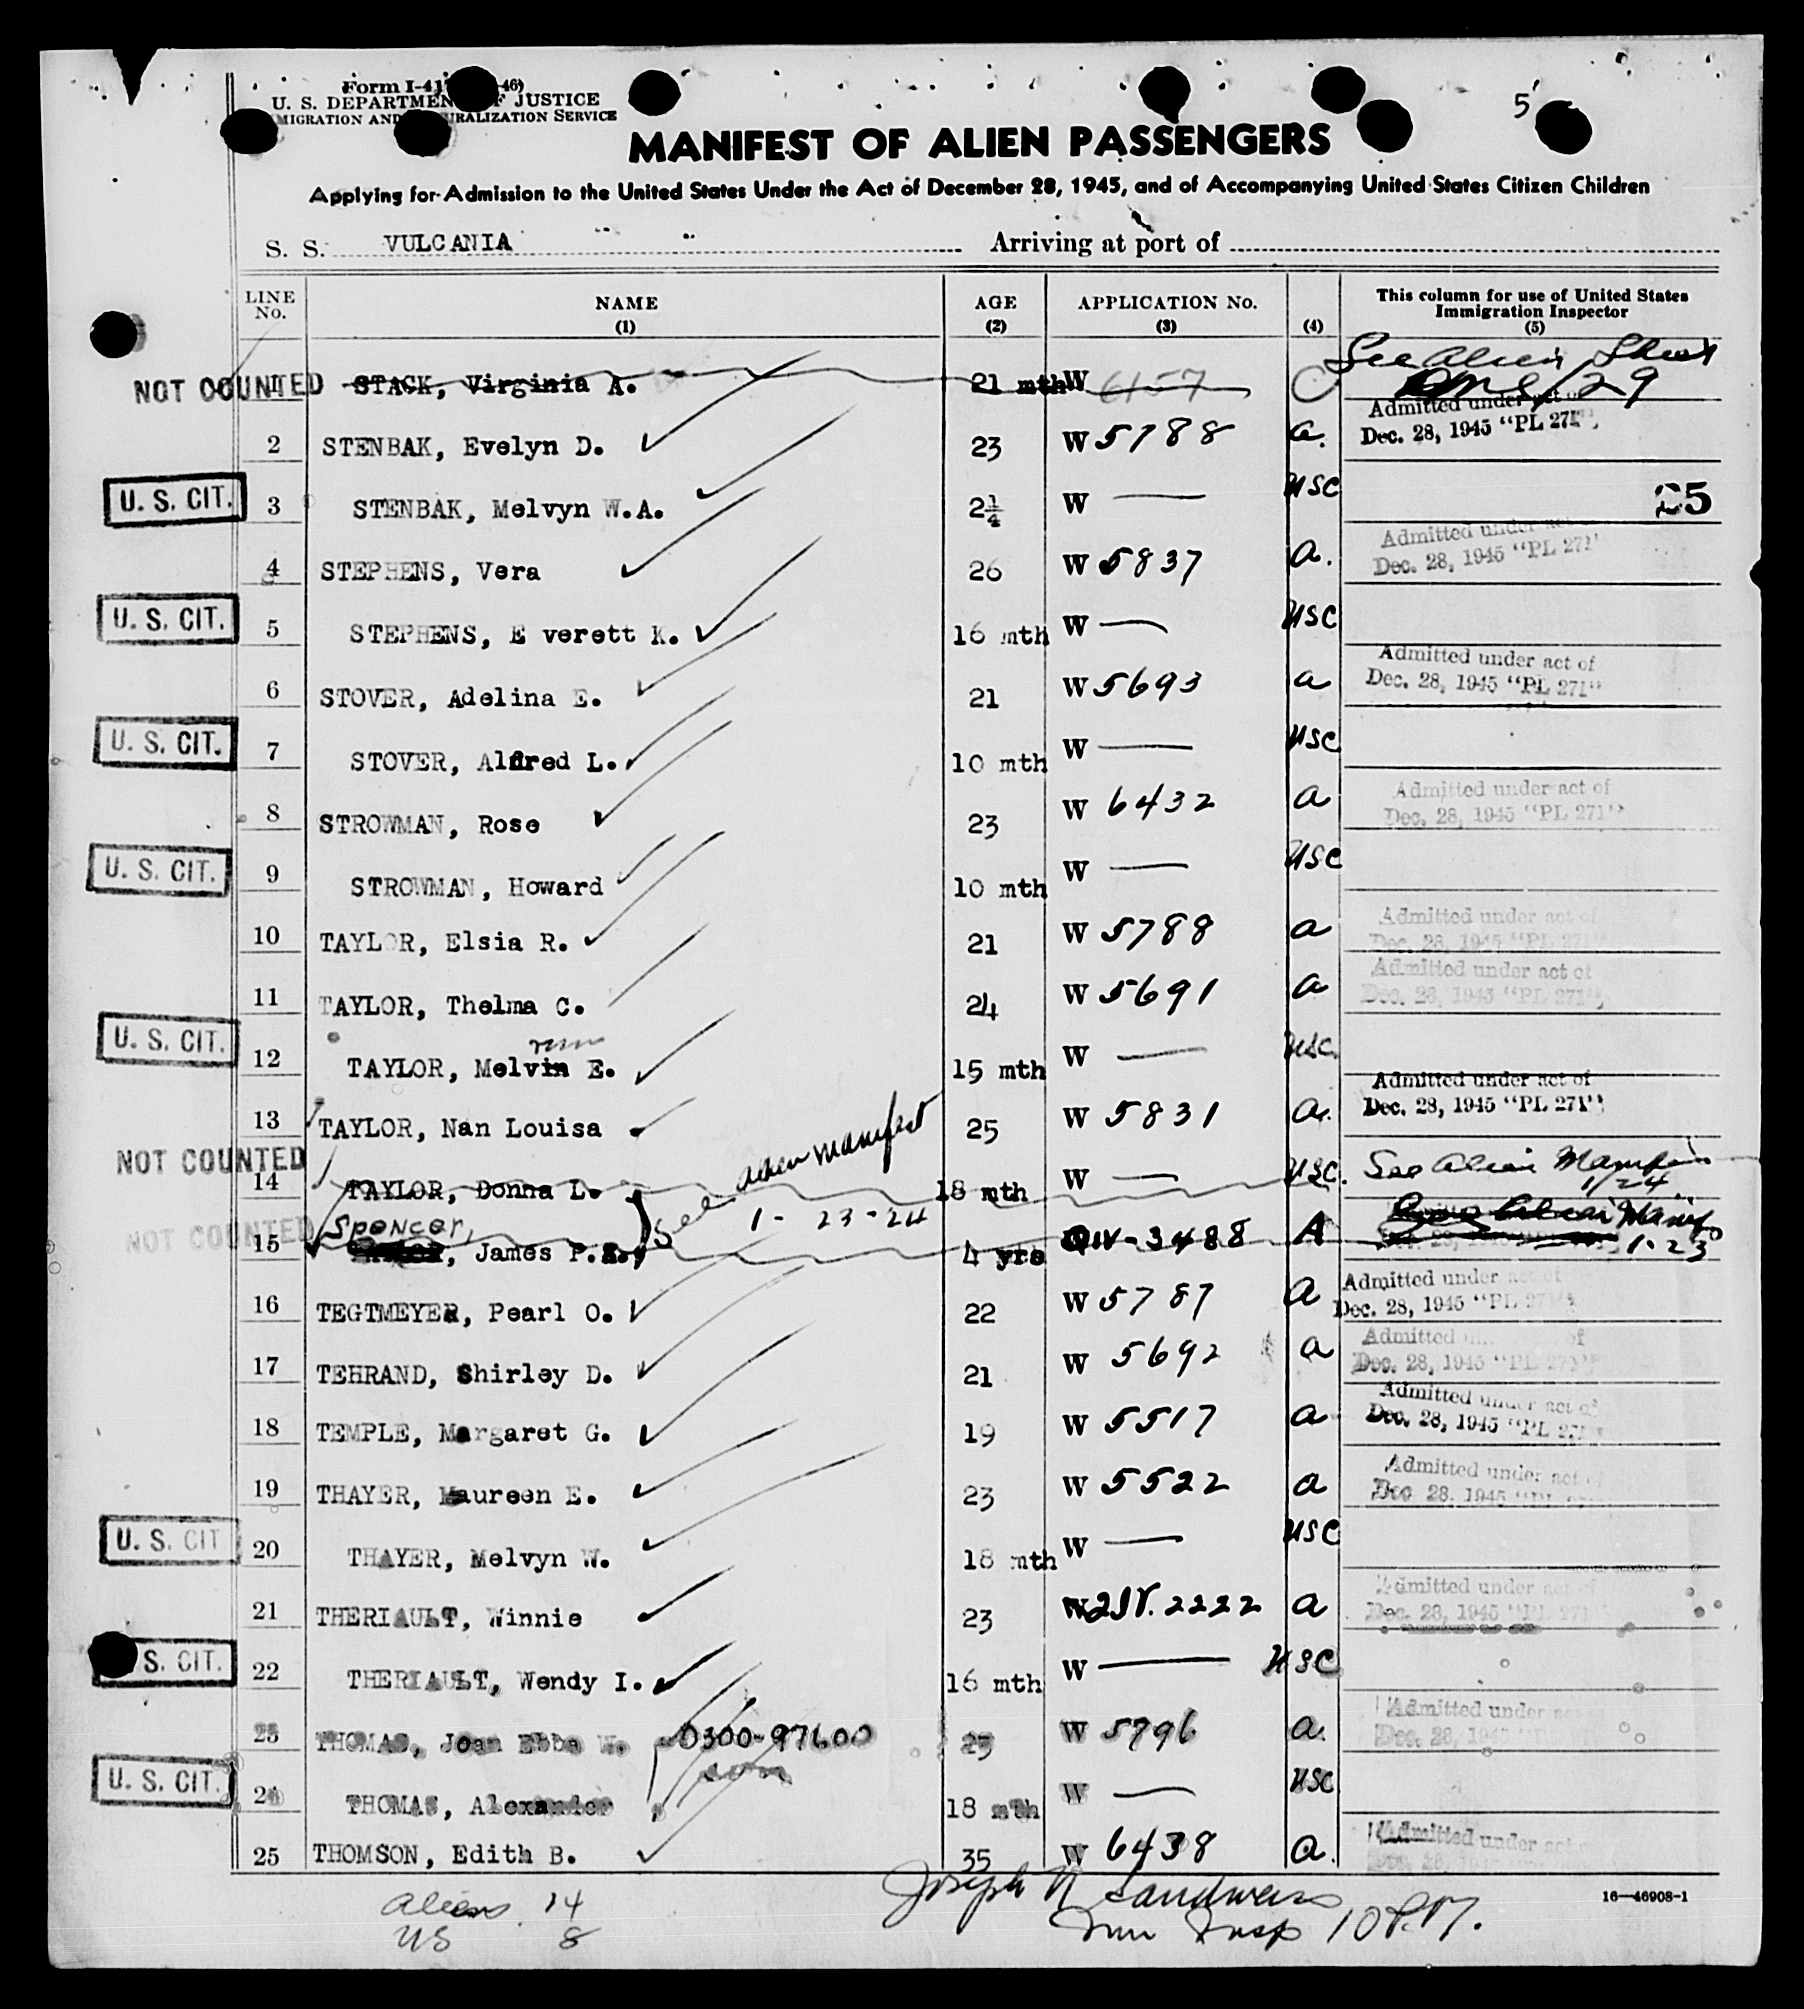 Form I-41 46)
U. S. DEPARTMEN F JUSTICE
MIGRATION AND URALIZATION SERVICE
5
MANIFEST OF ALIEN PASSENGERS
Applying for Admission to the United States Under the Act of December 28, 1945, and of Accompanying United States Citizen Children
S. S. VULCANIA Arriving at port of
LINE No. NAME (1) AGE (2) APPLICATION No. (3) (4) This column for use of United States Immigration Inspector (5)
See Alien Sheet
NOT COUNTED STACK, Virginia A. 21 mth W 6157 29
Admitted under act of
2 STENBAK, Evelyn D. 23 W 5788 a. Dec. 28, 1945 "PL 271"
U. S. CIT. 3 STENBAK, Melvyn W.A. 2¼ W — USC 25
Admitted under act
4 STEPHENS, Vera 26 W 5837 a. Dec. 28, 1945 "PL 271"
U. S. CIT. 5 STEPHENS, E verett K. 16 mth W — USC
Admitted under act of
6 STOVER, Adelina E. 21 W 5693 a Dec. 28, 1945 "PL 271"
U. S. CIT. 7 STOVER, Alfred L. 10 mth W — USC
Admitted under act of
8 STROWMAN, Rose 23 W 6432 a Dec. 28, 1945 "PL 271"
U. S. CIT. 9 STROWMAN, Howard 10 mth W — USC
Admitted under act of
10 TAYLOR, Elsia R. 21 W 5788 a Dec. 28, 1945 "PL 271"
Admitted under act of
11 TAYLOR, Thelma C. 24 W 5691 a Dec. 28, 1945 "PL 271"
U. S. CIT. 12 TAYLOR, Melvin E. 15 mth W — USC.
Admitted under act of
13 TAYLOR, Nan Louisa 25 W 5831 a. Dec. 28, 1945 "PL 271"
See alien manifest
NOT COUNTED 14 TAYLOR, Donna L. 18 mth W — USC. See Alien Manifest 1/24
1-23-24
Spencer,
NOT COUNTED 15 , James P. 4 yrs QIV-3488 A Alien Manif 1-23
Admitted under act of
16 TEGTMEYER, Pearl O. 22 W 5787 a Dec. 28, 1945 "PL
Admitted of
17 TEHRAND, Shirley D. 21 W 5692 a Dec. 28, 1945 "PL 271"
Admitted under act of
18 TEMPLE, Margaret G. 19 W 5517 a Dec. 28, 1945 "PL 271
Admitted under act
19 THAYER, Maureen E. 23 W 5522 a Dec 28. 1945
U. S. CIT 20 THAYER, Melvyn W. 18 mth W — USC
Admitted under act of
21 THERIAULT, Winnie 23 W 2222 a Dec. 28, 1945 "PL 271
S. CIT. 22 THERIAULT, Wendy I. 16 mth W — USC
Admitted under
23 THOMAS, Joan Ebba W. 0300-97600 23 W 5796 a. Dec. 28, 194
U. S. CIT. 24 THOMAS, Alexander 18 mth W — USC
Admitted under act
25 THOMSON, Edith B. 35 W 6438 a.
Aliens 14 Joseph N Sandweiss 16—46908-1
US 8 Imm Insp 10 P.M.